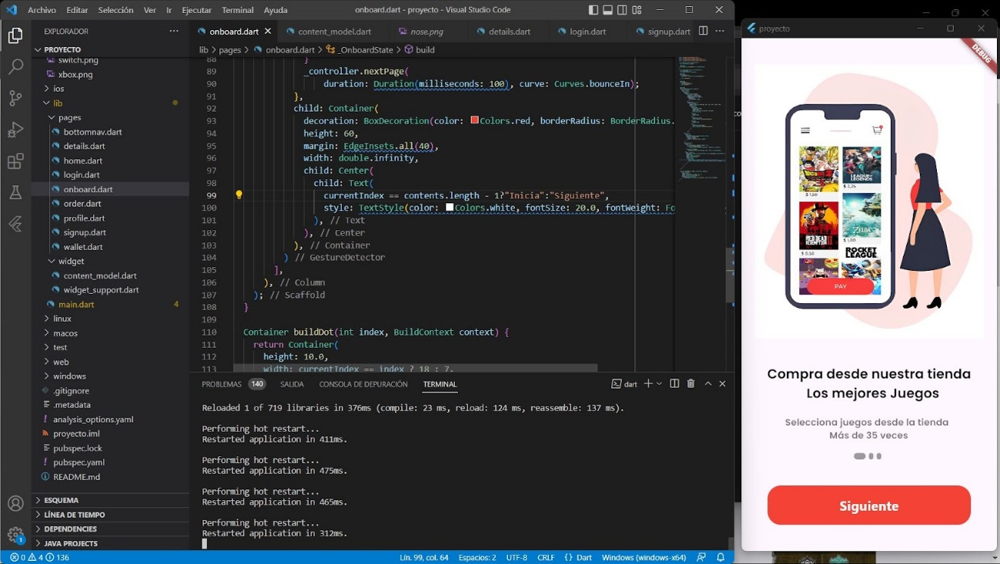 Archivo Editar Selección Ver Ir Ejecutar Terminal Ayuda
onboard.dart - proyecto - Visual Studio Code
EXPLORADOR
PROYECTO
switch.png
xbox.png
ios
lib
pages
bottomnav.dart
details.dart
home.dart
login.dart
onboard.dart
order.dart
profile.dart
signup.dart
wallet.dart
widget
content_model.dart
widget_support.dart
main.dart 4
linux
macos
test
web
windows
.gitignore
.metadata
analysis_options.yaml
proyecto.iml
pubspec.lock
pubspec.yaml
README.md
ESQUEMA
LÍNEA DE TIEMPO
DEPENDENCIES
JAVA PROJECTS
onboard.dart content_model.dart nose.png details.dart login.dart signup.dart
lib > pages > onboard.dart > _OnboardState > build
88 }
89 _controller.nextPage(
90 duration: Duration(milliseconds: 100), curve: Curves.bounceIn);
91 },
92 child: Container(
93 decoration: BoxDecoration(color: Colors.red, borderRadius: BorderRadius.
94 height: 60,
95 margin: EdgeInsets.all(40),
96 width: double.infinity,
97 child: Center(
98 child: Text(
99 currentIndex == contents.length - 1?"Inicia":"Siguiente",
100 style: TextStyle(color: Colors.white, fontSize: 20.0, fontWeight: Fo
101 ), // Text
102 ), // Center
103 ), // Container
104 ) // GestureDetector
105 ],
106 ), // Column
107 ); // Scaffold
108 }
109
110 Container buildDot(int index, BuildContext context) {
111 return Container(
112 height: 10.0,
113 width: currentIndex == index ? 18 : 7,
PROBLEMAS 140 SALIDA CONSOLA DE DEPURACIÓN TERMINAL
dart
Reloaded 1 of 719 libraries in 376ms (compile: 23 ms, reload: 124 ms, reassemble: 137 ms).
Performing hot restart...
Restarted application in 411ms.
Performing hot restart...
Restarted application in 475ms.
Performing hot restart...
Restarted application in 465ms.
Performing hot restart...
Restarted application in 312ms.
1
0 4 136
Lín. 99, col. 64 Espacios: 2 UTF-8 CRLF {} Dart Windows (windows-x64)
co
proyecto
DEBUG
LEAGUE LEGENDS
$ 1.50
$ 2.25
RED DEAD REDEMPTION II
$ 0.50
ZELDA
$ 1.00
ROCKET LEAGUE
PAY
Compra desde nuestra tienda
Los mejores Juegos
Selecciona juegos desde la tienda
Más de 35 veces
Siguiente